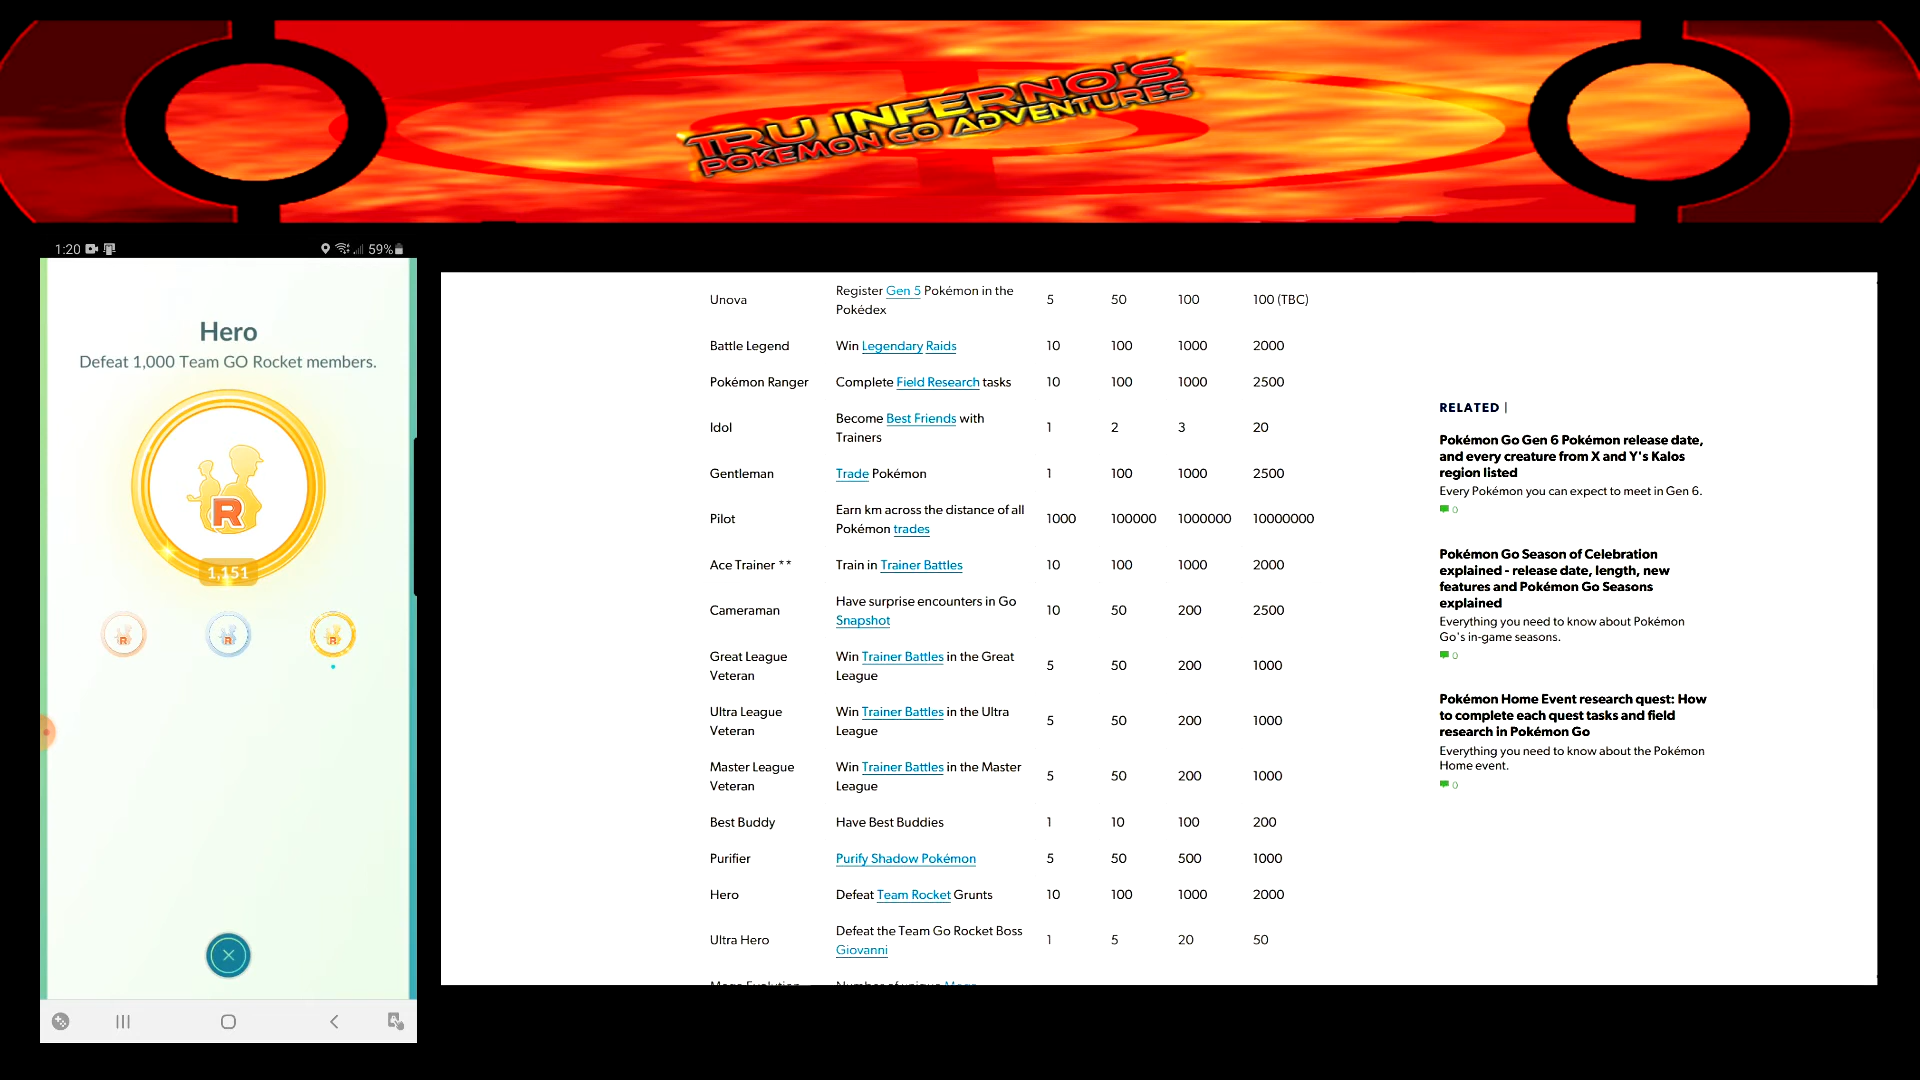 TRU INFERNO'S
POKEMON GO ADVENTURES
1:20
59%
Hero
Defeat 1,000 Team GO Rocket members.
R
1,151
R
R
R
Unova Register Gen 5 Pokémon in the Pokédex 5 50 100 100 (TBC)
Battle Legend Win Legendary Raids 10 100 1000 2000
Pokémon Ranger Complete Field Research tasks 10 100 1000 2500
Idol Become Best Friends with Trainers 1 2 3 20
Gentleman Trade Pokémon 1 100 1000 2500
Pilot Earn km across the distance of all Pokémon trades 1000 100000 1000000 10000000
Ace Trainer ** Train in Trainer Battles 10 100 1000 2000
Cameraman Have surprise encounters in Go Snapshot 10 50 200 2500
Great League Veteran Win Trainer Battles in the Great League 5 50 200 1000
Ultra League Veteran Win Trainer Battles in the Ultra League 5 50 200 1000
Master League Veteran Win Trainer Battles in the Master League 5 50 200 1000
Best Buddy Have Best Buddies 1 10 100 200
Purifier Purify Shadow Pokémon 5 50 500 1000
Hero Defeat Team Rocket Grunts 10 100 1000 2000
Ultra Hero Defeat the Team Go Rocket Boss Giovanni 1 5 20 50
Mega Evolution Number of unique Mega
RELATED |
Pokémon Go Gen 6 Pokémon release date,
and every creature from X and Y's Kalos
region listed
Every Pokémon you can expect to meet in Gen 6.
0
Pokémon Go Season of Celebration
explained - release date, length, new
features and Pokémon Go Seasons
explained
Everything you need to know about Pokémon
Go's in-game seasons.
0
Pokémon Home Event research quest: How
to complete each quest tasks and field
research in Pokémon Go
Everything you need to know about the Pokémon
Home event.
0